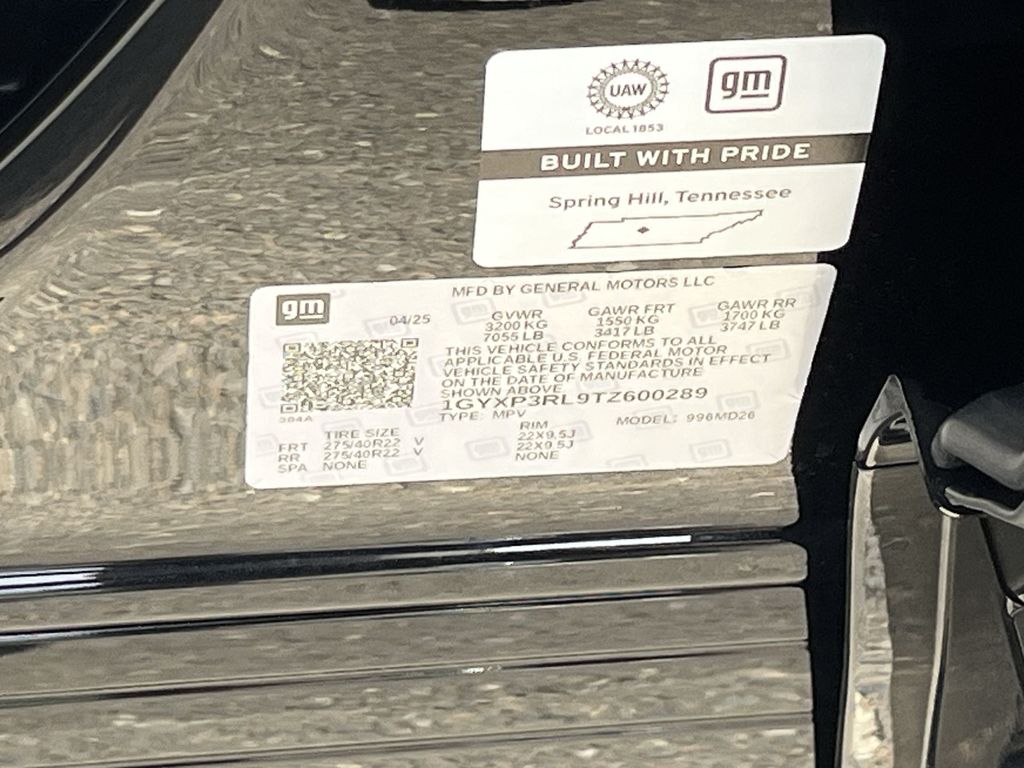 UAW
gm
LOCAL 1853
BUILT WITH PRIDE
Spring Hill, Tennessee
gm
MFD BY GENERAL MOTORS LLC
04/25
GVWR GAWR FRT GAWR RR
3200 KG 1550 KG 1700 KG
7055 LB 3417 LB 3747 LB
THIS VEHICLE CONFORMS TO ALL
APPLICABLE U.S. FEDERAL MOTOR
VEHICLE SAFETY STANDARDS IN EFFECT
ON THE DATE OF MANUFACTURE
SHOWN ABOVE
1GYXP3RL9TZ600289
TYPE: MPV MODEL: 996MD26
TIRE SIZE RIM
FRT 275/40R22 V 22X9.5J
RR 275/40R22 V 22X9.5J
SPA NONE NONE